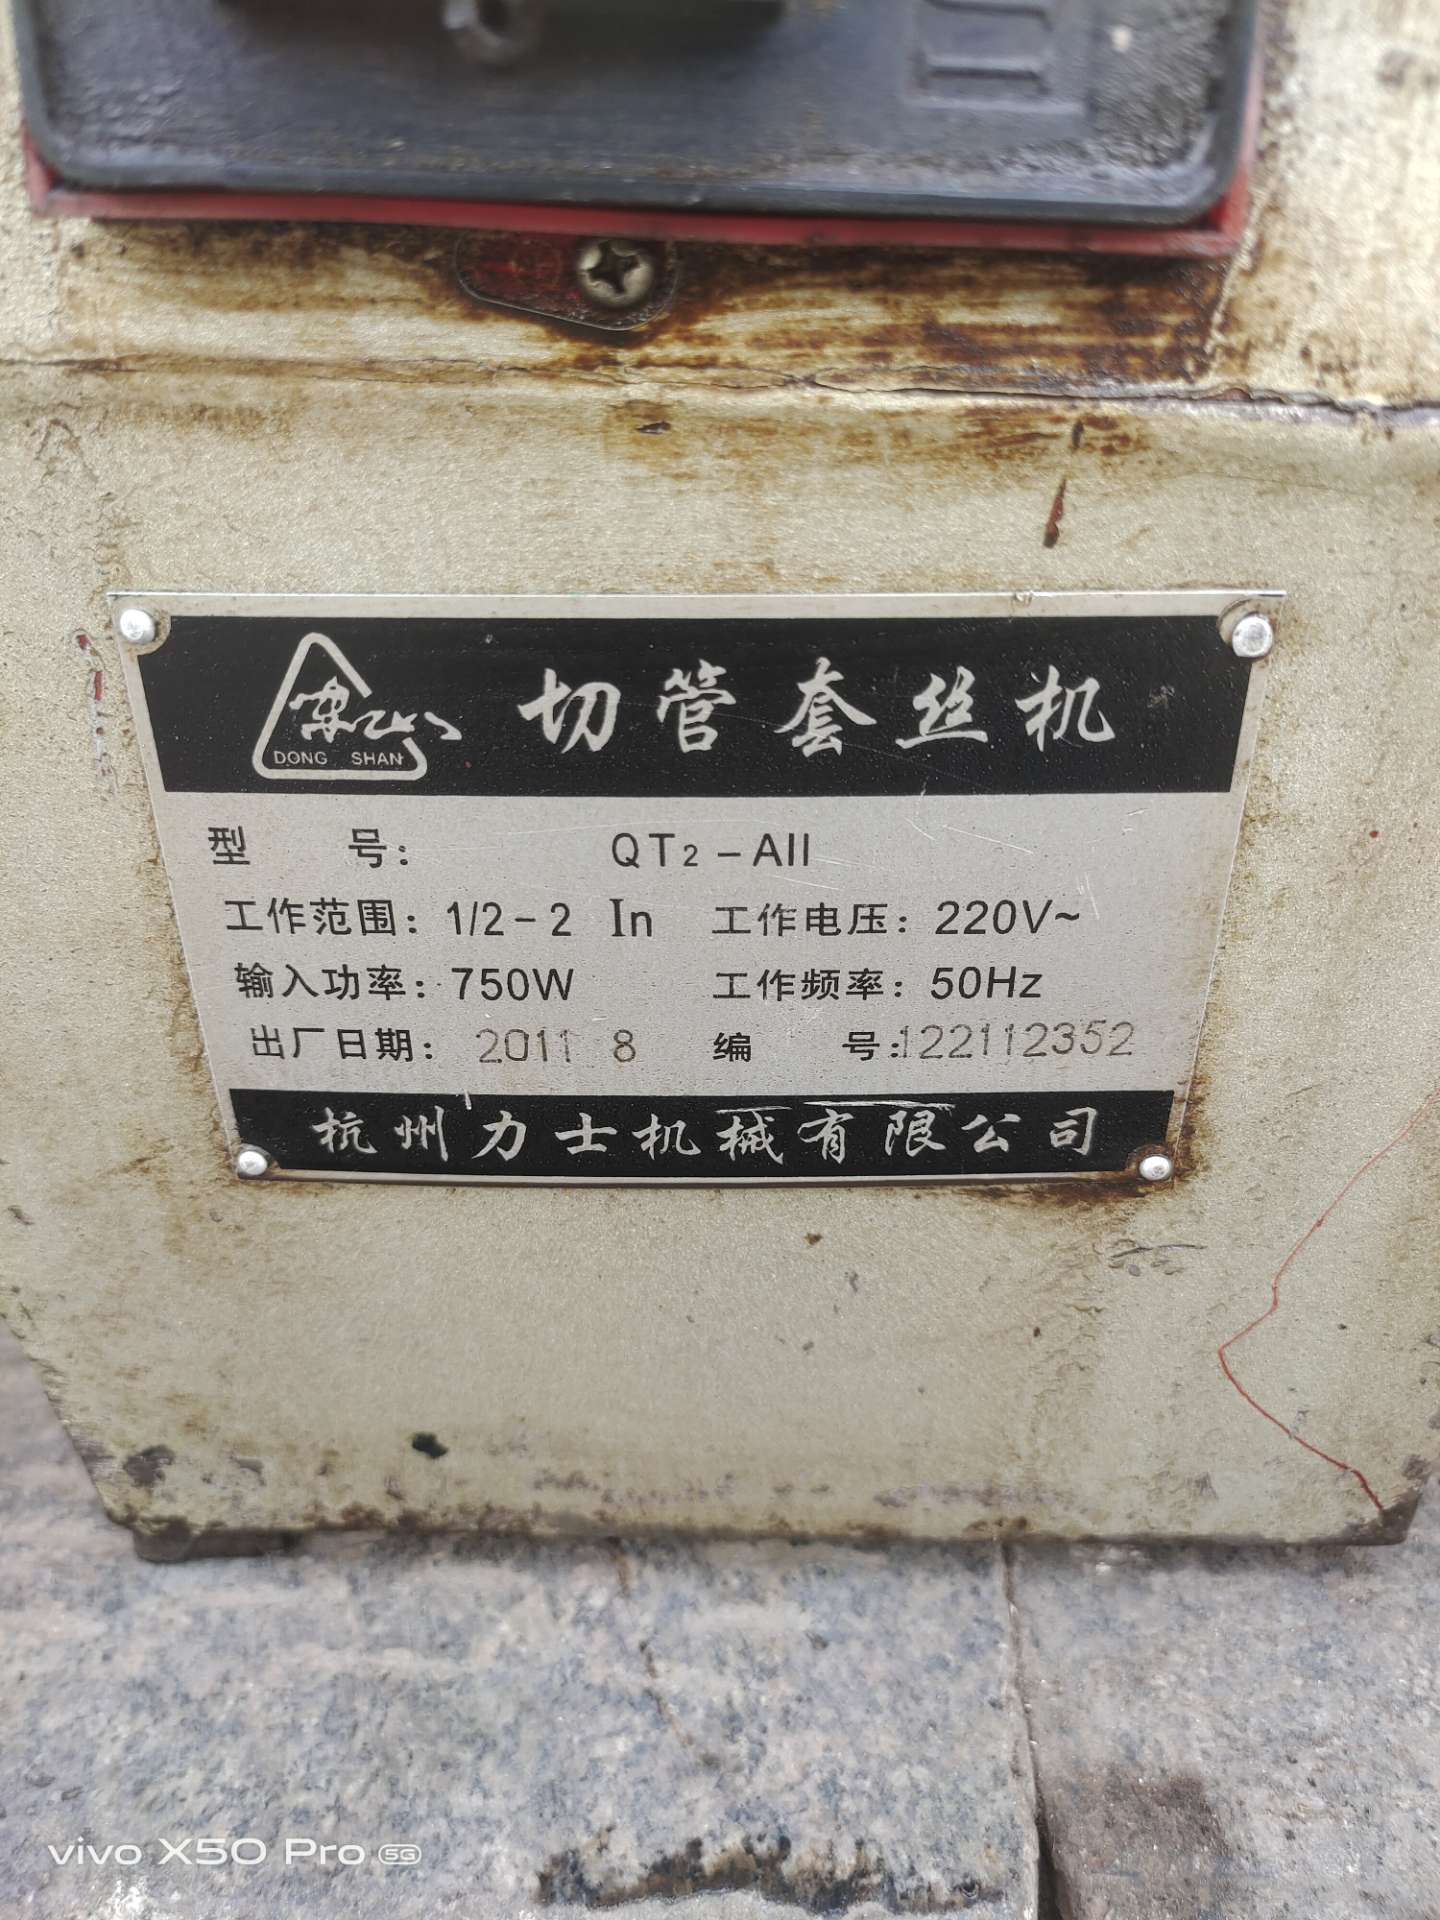 东山
DONG SHAN
切管套丝机
型 号: QT2-AII
工作范围: 1/2-2 In 工作电压: 220V~
输入功率: 750W 工作频率: 50Hz
出厂日期: 2011 8 编 号: 122112352
杭州力士机械有限公司
vivo X50 Pro 5G